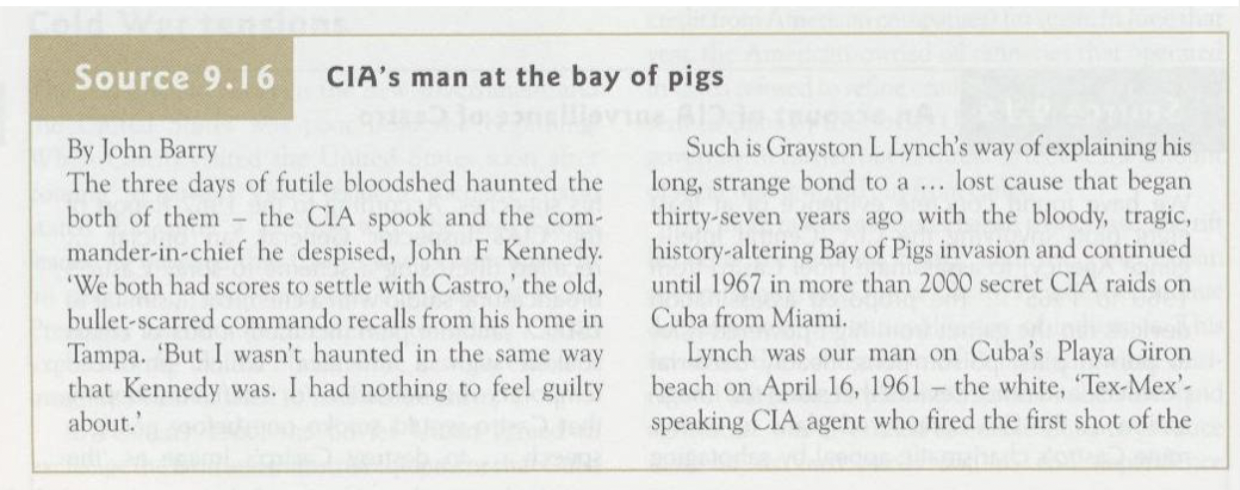 Source 9.16 CIA's man at the bay of pigs
By John Barry
The three days of futile bloodshed haunted the
both of them – the CIA spook and the com-
mander-in-chief he despised, John F Kennedy.
'We both had scores to settle with Castro,' the old,
bullet-scarred commando recalls from his home in
Tampa. 'But I wasn't haunted in the same way
that Kennedy was. I had nothing to feel guilty
about.'
Such is Grayston L Lynch's way of explaining his
long, strange bond to a ... lost cause that began
thirty-seven years ago with the bloody, tragic,
history-altering Bay of Pigs invasion and continued
until 1967 in more than 2000 secret CIA raids on
Cuba from Miami.
Lynch was our man on Cuba's Playa Giron
beach on April 16, 1961 – the white, 'Tex-Mex'-
speaking CIA agent who fired the first shot of the